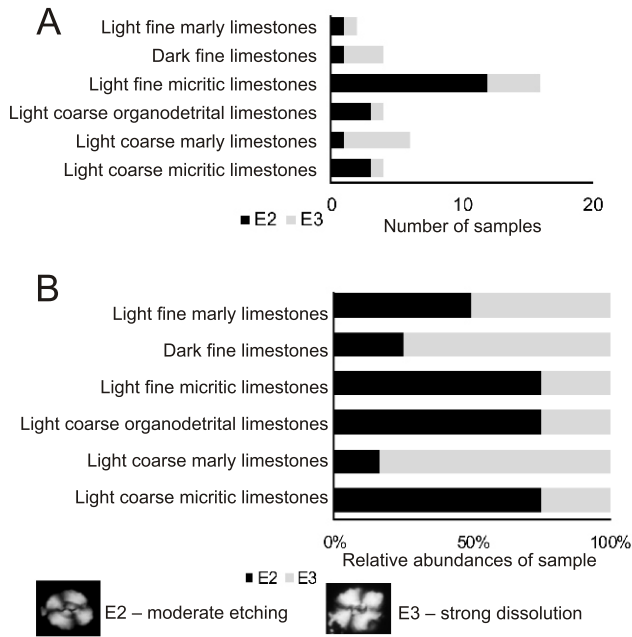 A
Light fine marly limestones
Dark fine limestones
Light fine micritic limestones
Light coarse organodetrital limestones
Light coarse marly limestones
Light coarse micritic limestones
0 10 20
E2 E3
Number of samples
B
Light fine marly limestones
Dark fine limestones
Light fine micritic limestones
Light coarse organodetrital limestones
Light coarse marly limestones
Light coarse micritic limestones
0% 50% 100%
Relative abundances of sample
E2 E3
E2 – moderate etching
E3 – strong dissolution